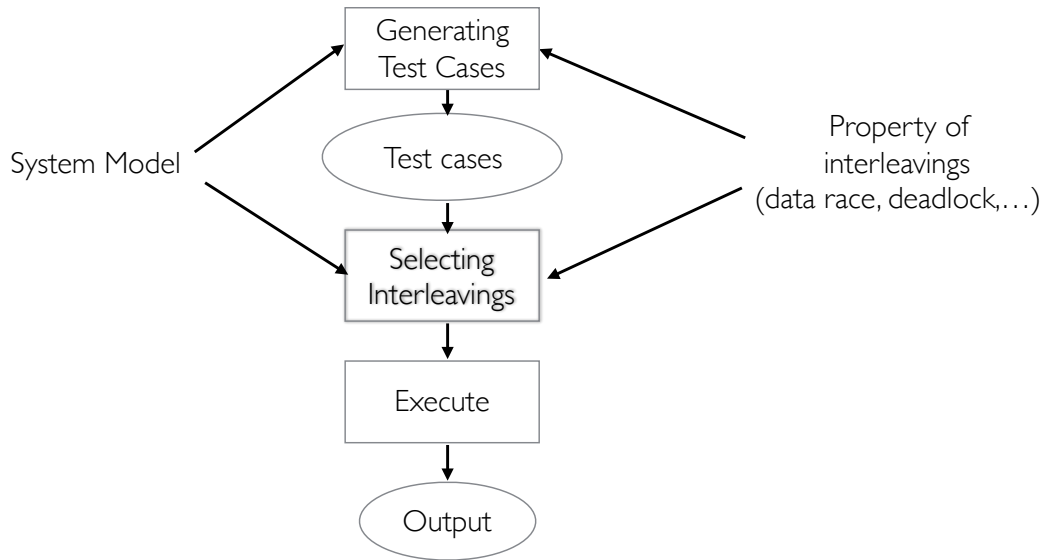 Generating
Test Cases
System Model
Test cases
Property of
interleavings
(data race, deadlock,…)
Selecting
Interleavings
Execute
Output